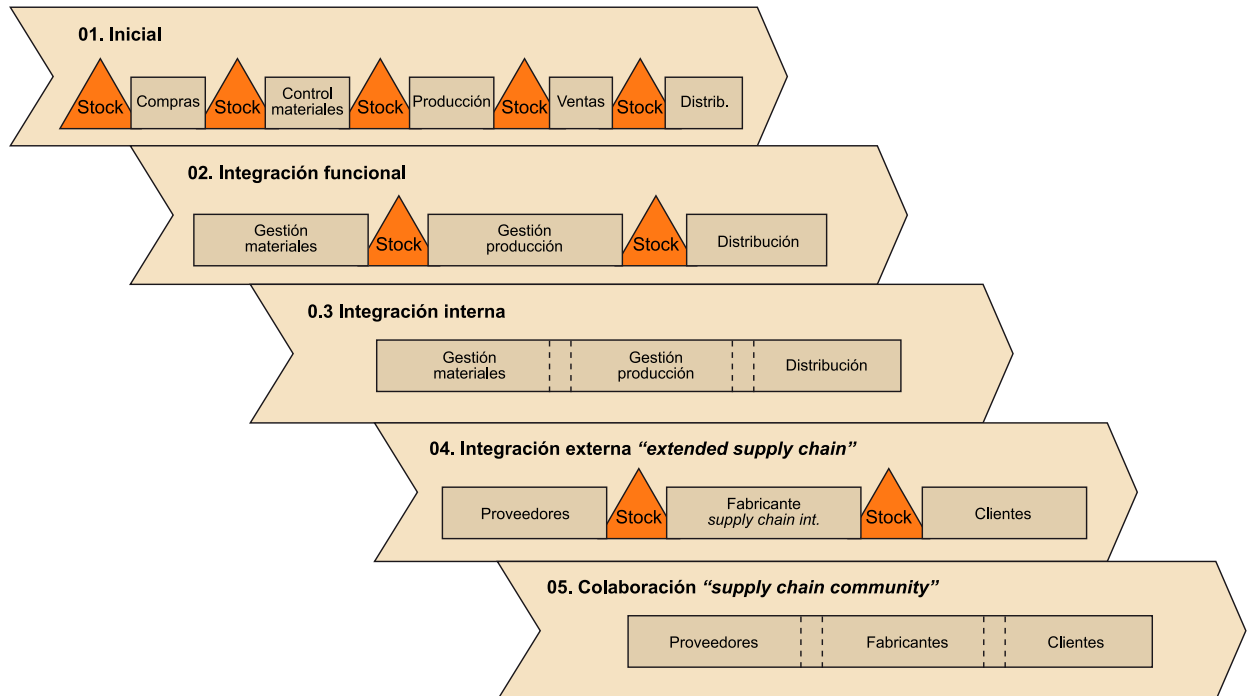 01. Inicial
Stock
Compras
Stock
Control
materiales
Stock
Producción
Stock
Ventas
Stock
Distrib.
02. Integración funcional
Gestión
materiales
Stock
Gestión
producción
Stock
Distribución
0.3 Integración interna
Gestión
materiales
Gestión
producción
Distribución
04. Integración externa “extended supply chain”
Proveedores
Stock
Fabricante
supply chain int.
Stock
Clientes
05. Colaboración “supply chain community”
Proveedores
Fabricantes
Clientes